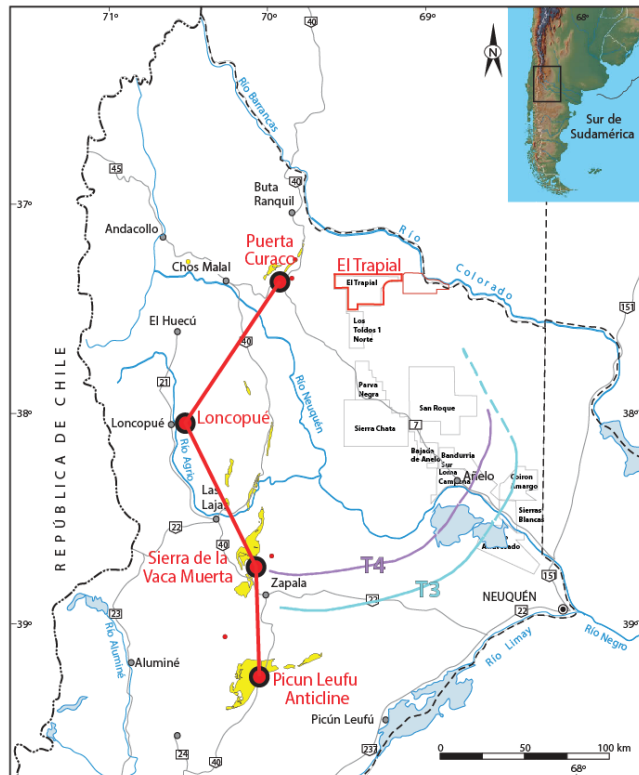 71°
70°
69°
68°
40
N
Sur de
Sudamérica
Río Barrancas
REPÚBLICA DE CHILE
45
40
Buta
Ranquil
37°
37°
Andacollo
Puerta
Curaco
Río
Colorado
El Trapial
El Trapial
Chos Malal
Los
Toldos 1
Norte
151
El Huecú
40
Río Neuquén
Parva
Negra
21
San Roque
38°
38°
Loncopué
Loncopué
Sierra Chata
7
Río Agrio
Bajada
de Añelo
Bandurria
Sur
Loma
Campana
Añelo
Coiron
Amargo
Sierras
Blancas
Las
Lajas
22
40
T4
Sierra de la
Vaca Muerta
Zapala
T3
22
151
NEUQUÉN
22
23
39°
39°
Río Negro
Río Limay
Río Aluminé
Aluminé
Picun Leufu
Anticline
Picún Leufú
24
40
237
0
50
100 km
68°